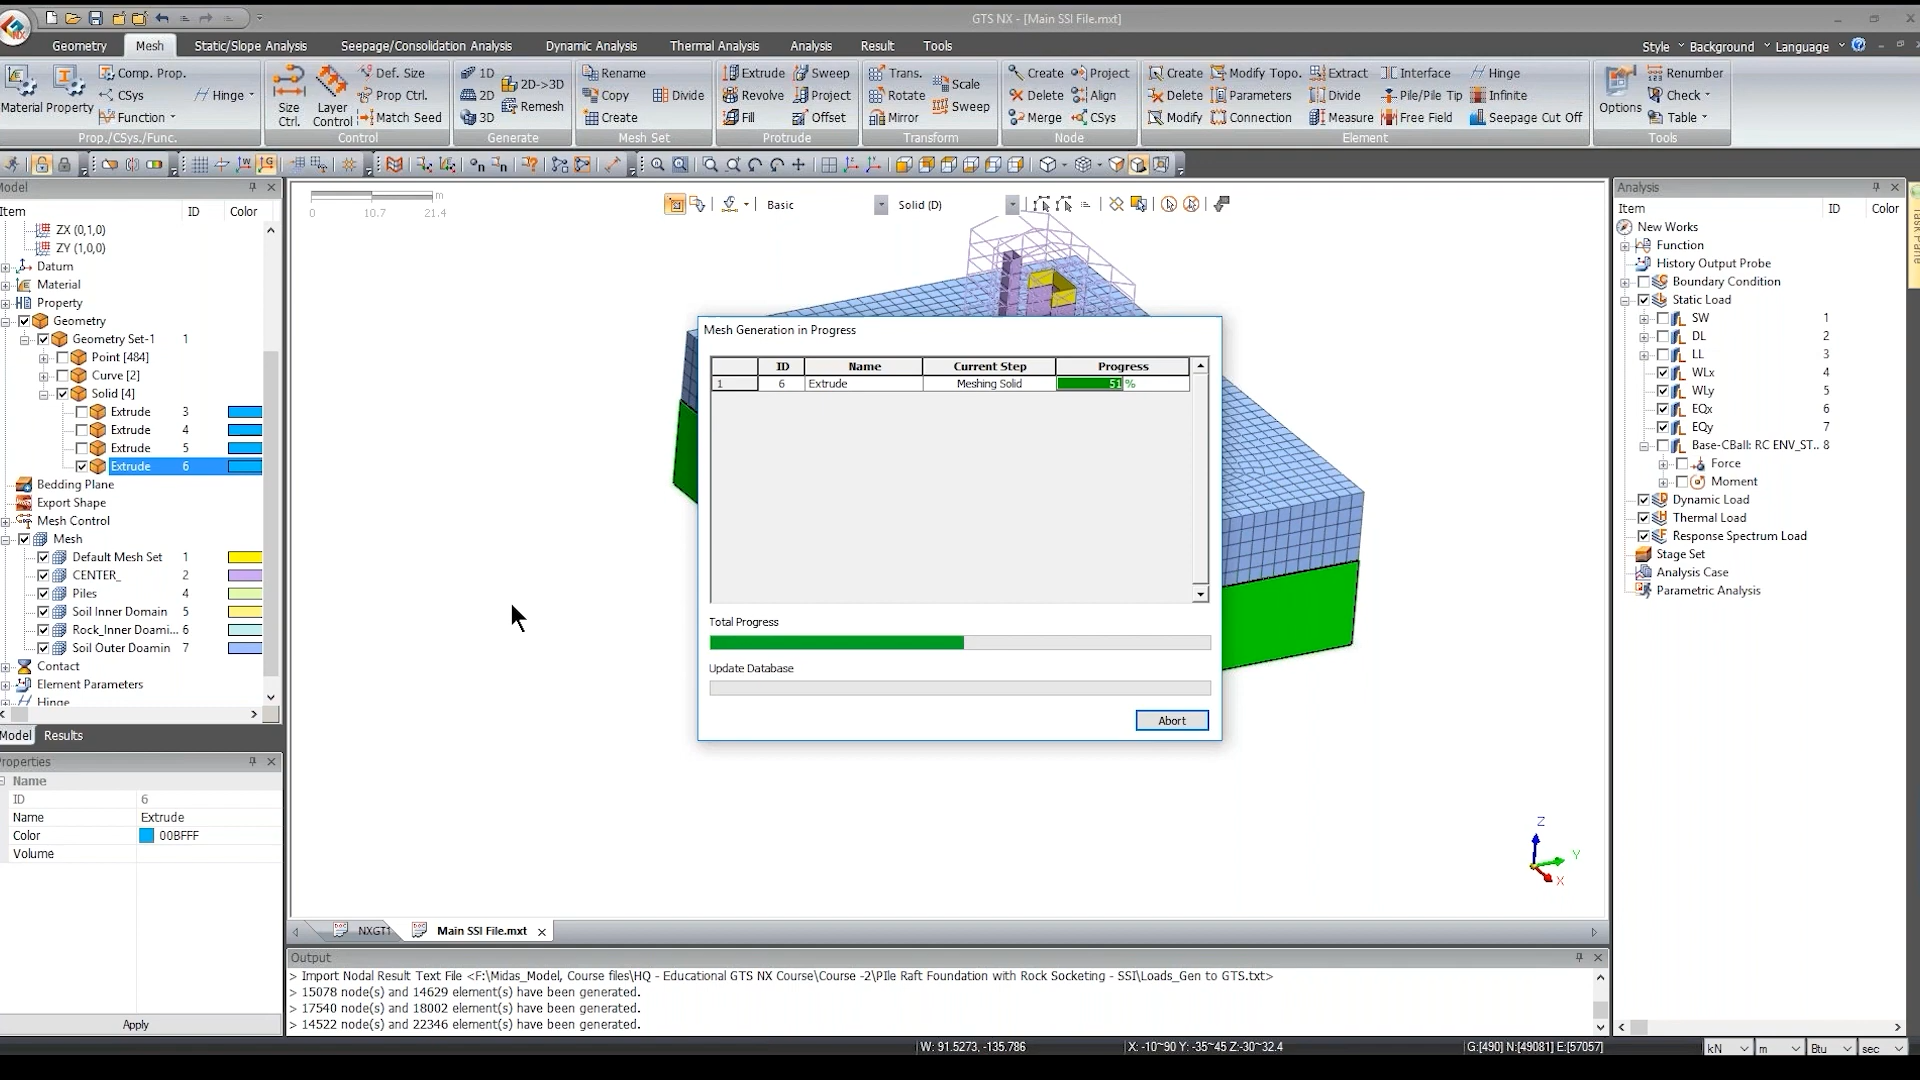 GTS NX - [Main SSI File.mxt]
Geometry Mesh Static/Slope Analysis Seepage/Consolidation Analysis Dynamic Analysis Thermal Analysis Analysis Result Tools Style Background Language
Comp. Prop. Def. Size 1D 2D->3D Rename Extrude Sweep Trans. Scale Create Project Create Modify Topo. Extract Interface Hinge Renumber
CSys Hinge Prop Ctrl. 2D Remesh Copy Divide Revolve Project Rotate Sweep Delete Align Delete Parameters Divide Pile/Pile Tip Infinite Check
Material Property Size Ctrl. Layer Control Options
Function Match Seed 3D Create Fill Offset Mirror Merge CSys Modify Connection Measure Free Field Seepage Cut Off Table
Prop./CSys./Func. Control Generate Mesh Set Protrude Transform Node Element Tools
Model
Item ID Color
ZX (0,1,0)
ZY (1,0,0)
Datum
Material
Property
Geometry
Geometry Set-1 1
Point [484]
Curve [2]
Solid [4]
Extrude 3
Extrude 4
Extrude 5
Extrude 6
Bedding Plane
Export Shape
Mesh Control
Mesh
Default Mesh Set 1
CENTER_ 2
Piles 4
Soil Inner Domain 5
Rock_Inner Doami... 6
Soil Outer Doamin 7
Contact
Element Parameters
Hinge
Model Results
Properties
Name
ID 6
Name Extrude
Color 00BFFF
Volume
Apply
m
0 10.7 21.4
Basic Solid (D)
Mesh Generation in Progress
ID Name Current Step Progress
1 6 Extrude Meshing Solid 51 %
Total Progress
Update Database
Abort
Z
Y
X
NXGT1 Main SSI File.mxt
Output
> Import Nodal Result Text File <F:\Midas_Model, Course files\HQ - Educational GTS NX Course\Course -2\PIle Raft Foundation with Rock Socketing - SSI\Loads_Gen to GTS.txt>
> 15078 node(s) and 14629 element(s) have been generated.
> 17540 node(s) and 18002 element(s) have been generated.
> 14522 node(s) and 22346 element(s) have been generated.
Analysis
Item ID Color
New Works
Function
History Output Probe
Boundary Condition
Static Load
SW 1
DL 2
LL 3
WLx 4
WLy 5
EQx 6
EQy 7
Base-CBall: RC ENV_ST.. 8
Force
Moment
Dynamic Load
Thermal Load
Response Spectrum Load
Stage Set
Analysis Case
Parametric Analysis
W: 91.5273, -135.786 X: -10~90 Y: -35~45 Z:-30~32.4 G:[490] N:[49081] E:[57057] kN m Btu sec